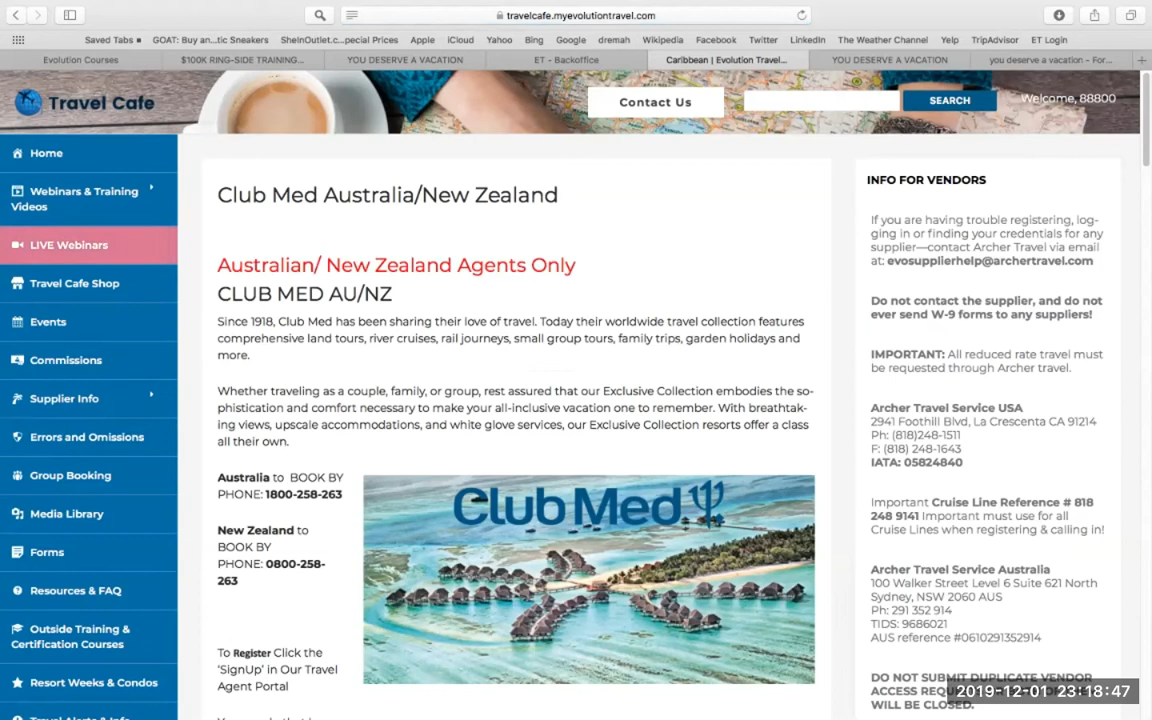 travelcafe.myevolutiontravel.com
Saved Tabs GOAT: Buy an...tic Sneakers SheInOutlet.c...pecial Prices Apple iCloud Yahoo Bing Google dremah Wikipedia Facebook Twitter LinkedIn The Weather Channel Yelp TripAdvisor ET Login
Evolution Courses $100K RING-SIDE TRAINING... YOU DESERVE A VACATION ET - Backoffice Caribbean | Evolution Travel... YOU DESERVE A VACATION you deserve a vacation - For...
Travel Cafe
Contact Us
SEARCH
Welcome, 88800
Home
Webinars & Training
Videos
LIVE Webinars
Travel Cafe Shop
Events
Commissions
Supplier Info
Errors and Omissions
Group Booking
Media Library
Forms
Resources & FAQ
Outside Training &
Certification Courses
Resort Weeks & Condos
Travel Alerts & Info
Club Med Australia/New Zealand
Australian/ New Zealand Agents Only
CLUB MED AU/NZ
Since 1918, Club Med has been sharing their love of travel. Today their worldwide travel collection features
comprehensive land tours, river cruises, rail journeys, small group tours, family trips, garden holidays and
more.
Whether traveling as a couple, family, or group, rest assured that our Exclusive Collection embodies the so-
phistication and comfort necessary to make your all-inclusive vacation one to remember. With breathtak-
ing views, upscale accommodations, and white glove services, our Exclusive Collection resorts offer a class
all their own.
Australia to BOOK BY
PHONE: 1800-258-263
New Zealand to
BOOK BY
PHONE: 0800-258-
263
To Register Click the
'SignUp' in Our Travel
Agent Portal
Club Med
INFO FOR VENDORS
If you are having trouble registering, log-
ging in or finding your credentials for any
supplier—contact Archer Travel via email
at: evosupplierhelp@archertravel.com
Do not contact the supplier, and do not
ever send W-9 forms to any suppliers!
IMPORTANT: All reduced rate travel must
be requested through Archer travel.
Archer Travel Service USA
2941 Foothill Blvd, La Crescenta CA 91214
Ph: (818)248-1511
F: (818) 248-1643
IATA: 05824840
Important Cruise Line Reference # 818
248 9141 Important must use for all
Cruise Lines when registering & calling in!
Archer Travel Service Australia
100 Walker Street Level 6 Suite 621 North
Sydney, NSW 2060 AUS
Ph: 291 352 914
TIDS: 9686021
AUS reference #0610291352914
DO NOT SUBMIT DUPLICATE VENDOR
ACCESS REQU
WILL BE CLOSED.
2019-12-01 23:18:47